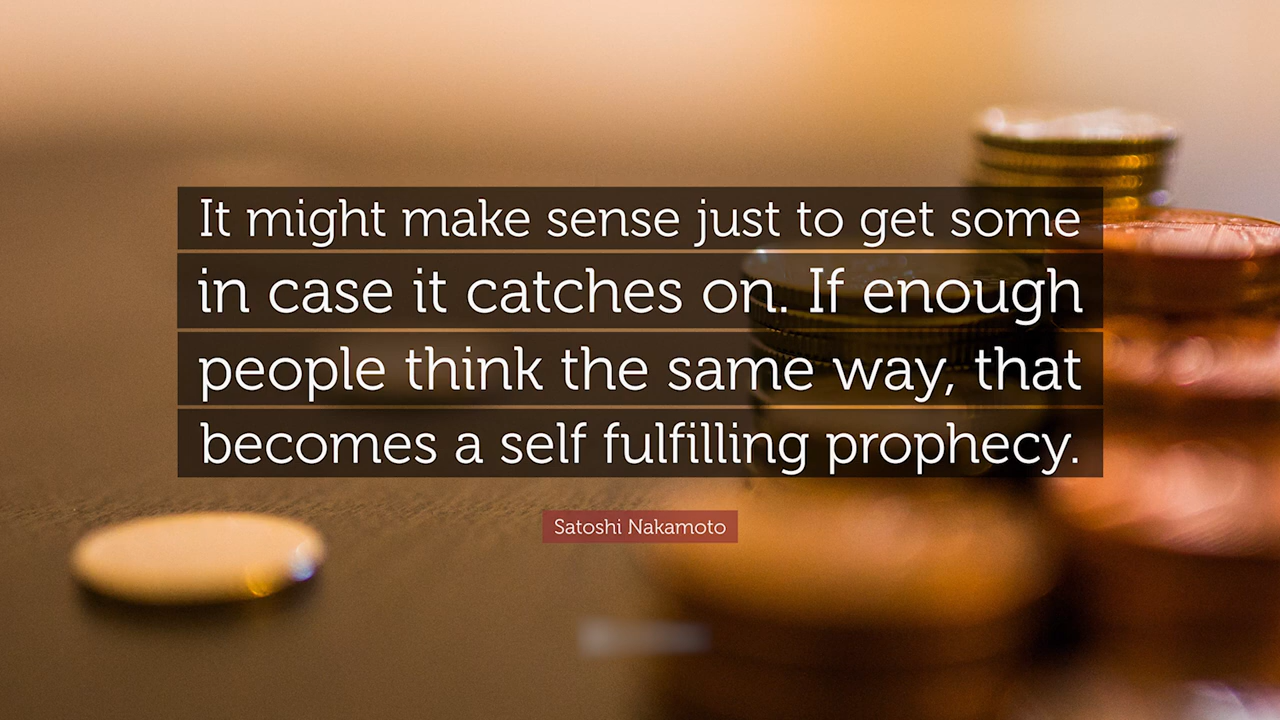 It might make sense just to get some
in case it catches on. If enough
people think the same way, that
becomes a self fulfilling prophecy.
Satoshi Nakamoto